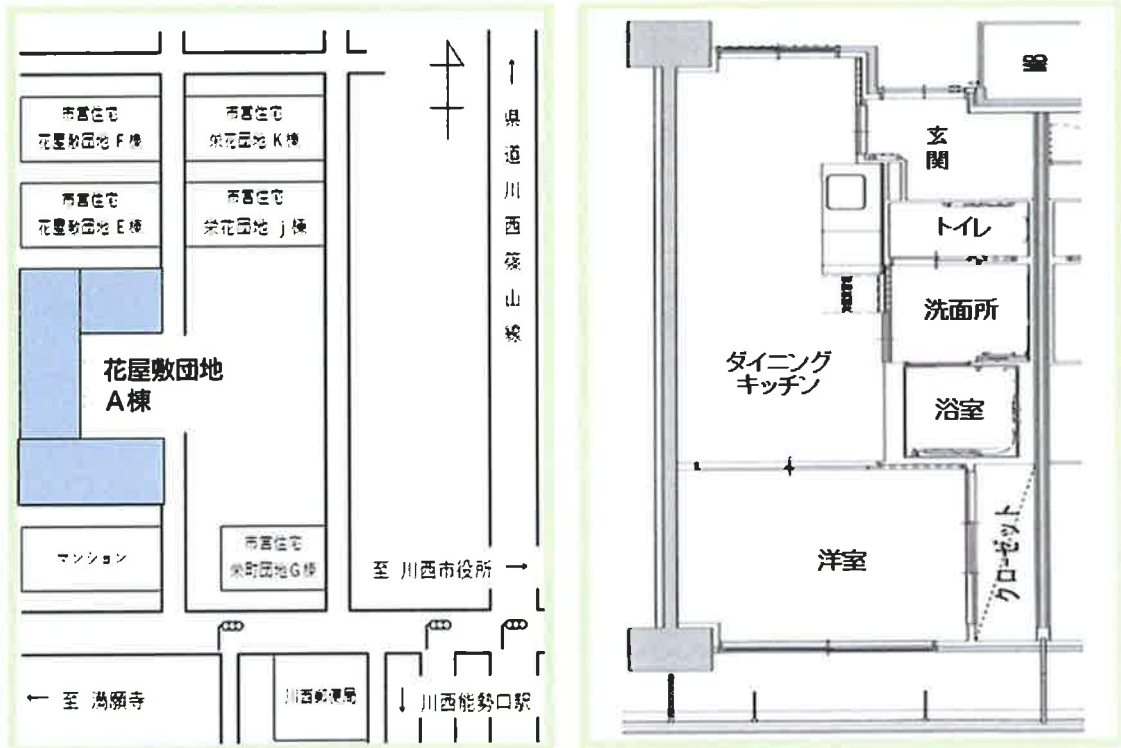 市営住宅
花屋敷団地F棟
市営住宅
栄花団地K棟
市営住宅
花屋敷団地E棟
市営住宅
栄花団地j棟
県道川西篠山線
花屋敷団地
A棟
マンション
市営住宅
栄町団地G棟
至 川西市役所 →
← 至 満願寺
川西郵便局
↓ 川西能勢口駅
MB
玄関
トイレ
洗面所
ダイニング
キッチン
浴室
洋室
クローゼット